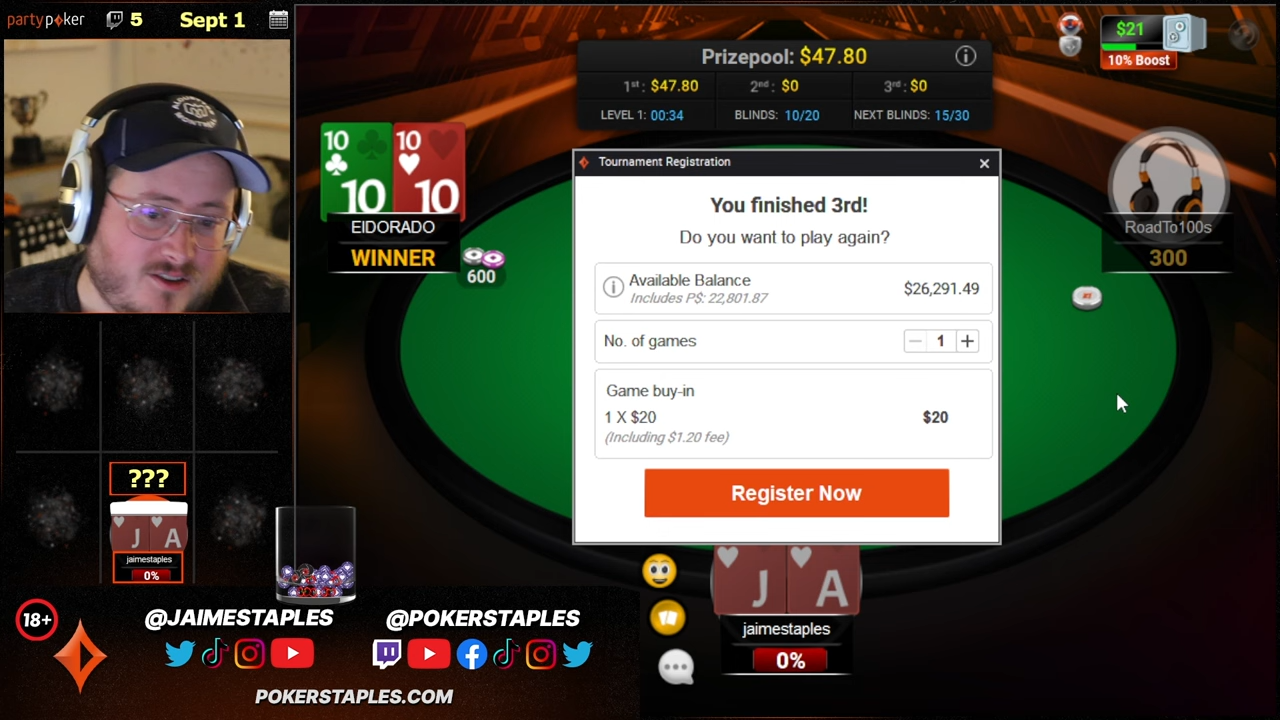 partypoker
5
Sept 1
Prizepool: $47.80
1st: $47.80
2nd: $0
3rd: $0
LEVEL 1: 00:34
BLINDS: 10/20
NEXT BLINDS: 15/30
$21
10% Boost
10
10
10
10
EIDORADO
WINNER
600
RoadTo100s
300
Tournament Registration
You finished 3rd!
Do you want to play again?
Available Balance
Includes P$: 22,801.87
$26,291.49
No. of games
1
Game buy-in
1 X $20
$20
(Including $1.20 fee)
Register Now
J
A
jaimestaples
0%
???
J
A
jaimestaples
0%
18+
@JAIMESTAPLES
@POKERSTAPLES
POKERSTAPLES.COM